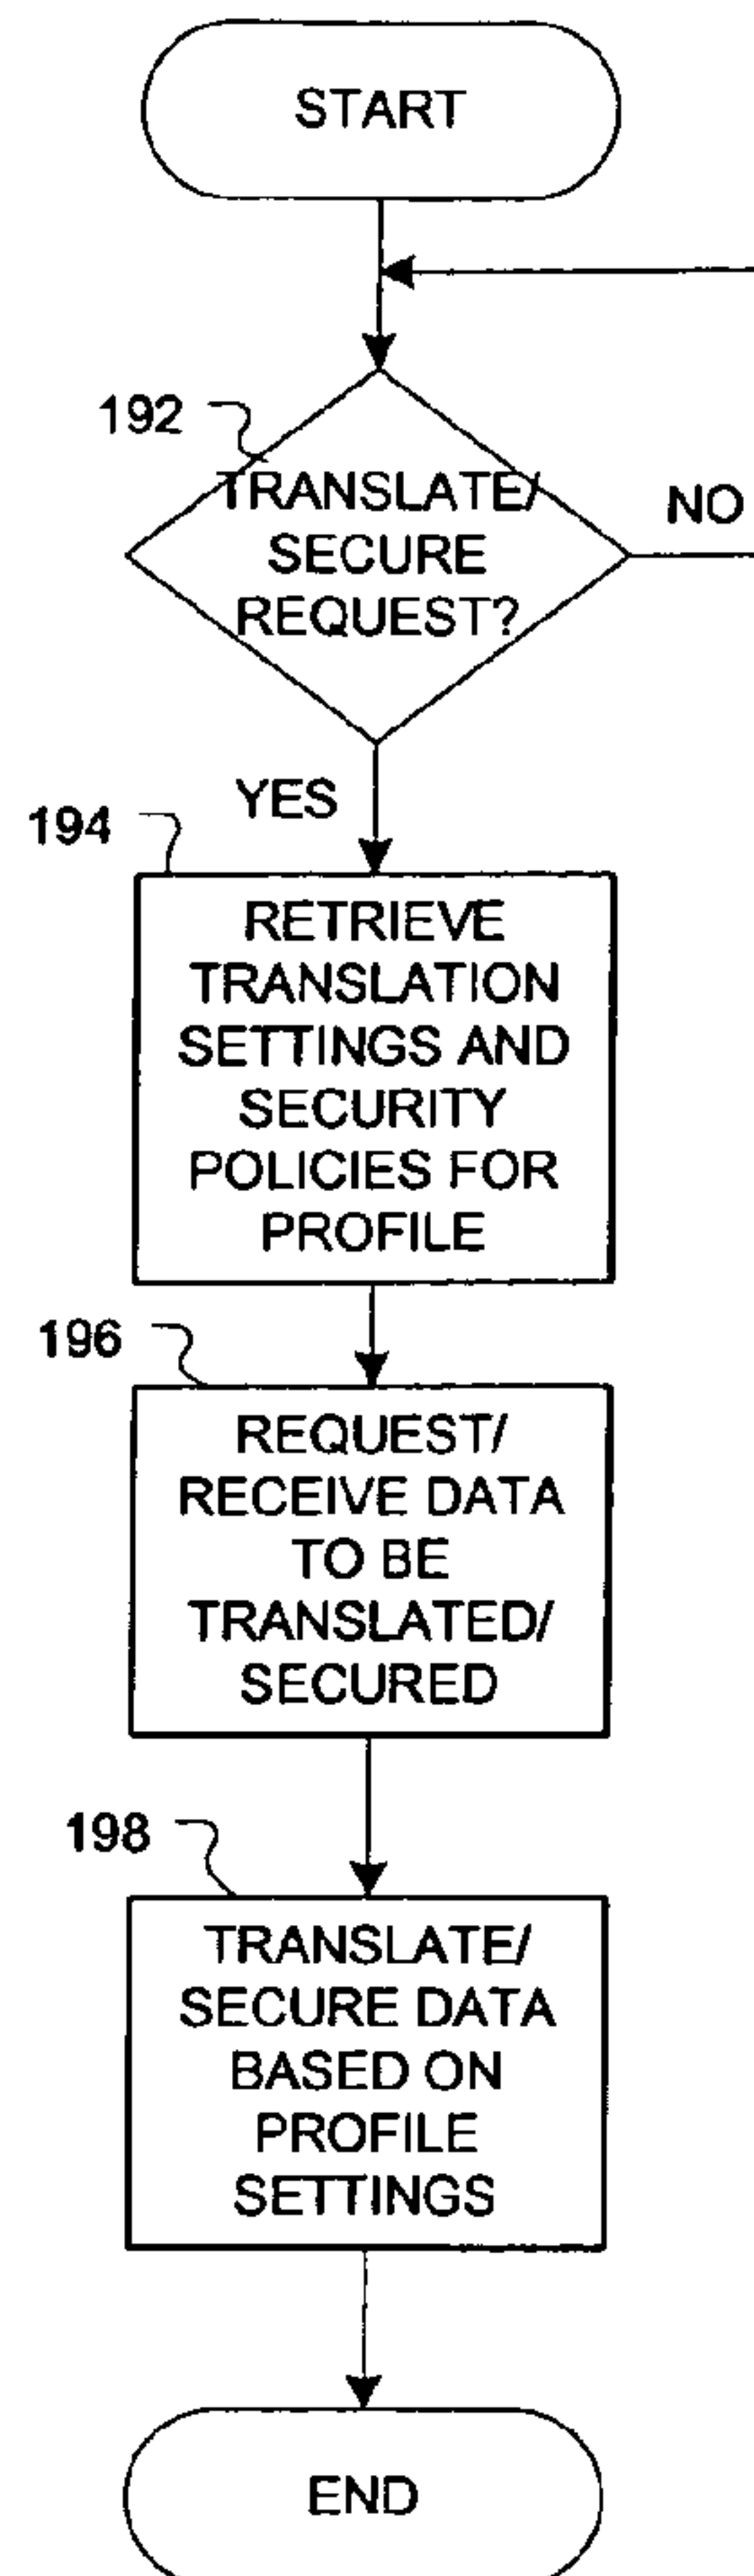 START
192
TRANSLATE/
SECURE
REQUEST?
NO
YES
194
RETRIEVE
TRANSLATION
SETTINGS AND
SECURITY
POLICIES FOR
PROFILE
196
REQUEST/
RECEIVE DATA
TO BE
TRANSLATED/
SECURED
198
TRANSLATE/
SECURE DATA
BASED ON
PROFILE
SETTINGS
END